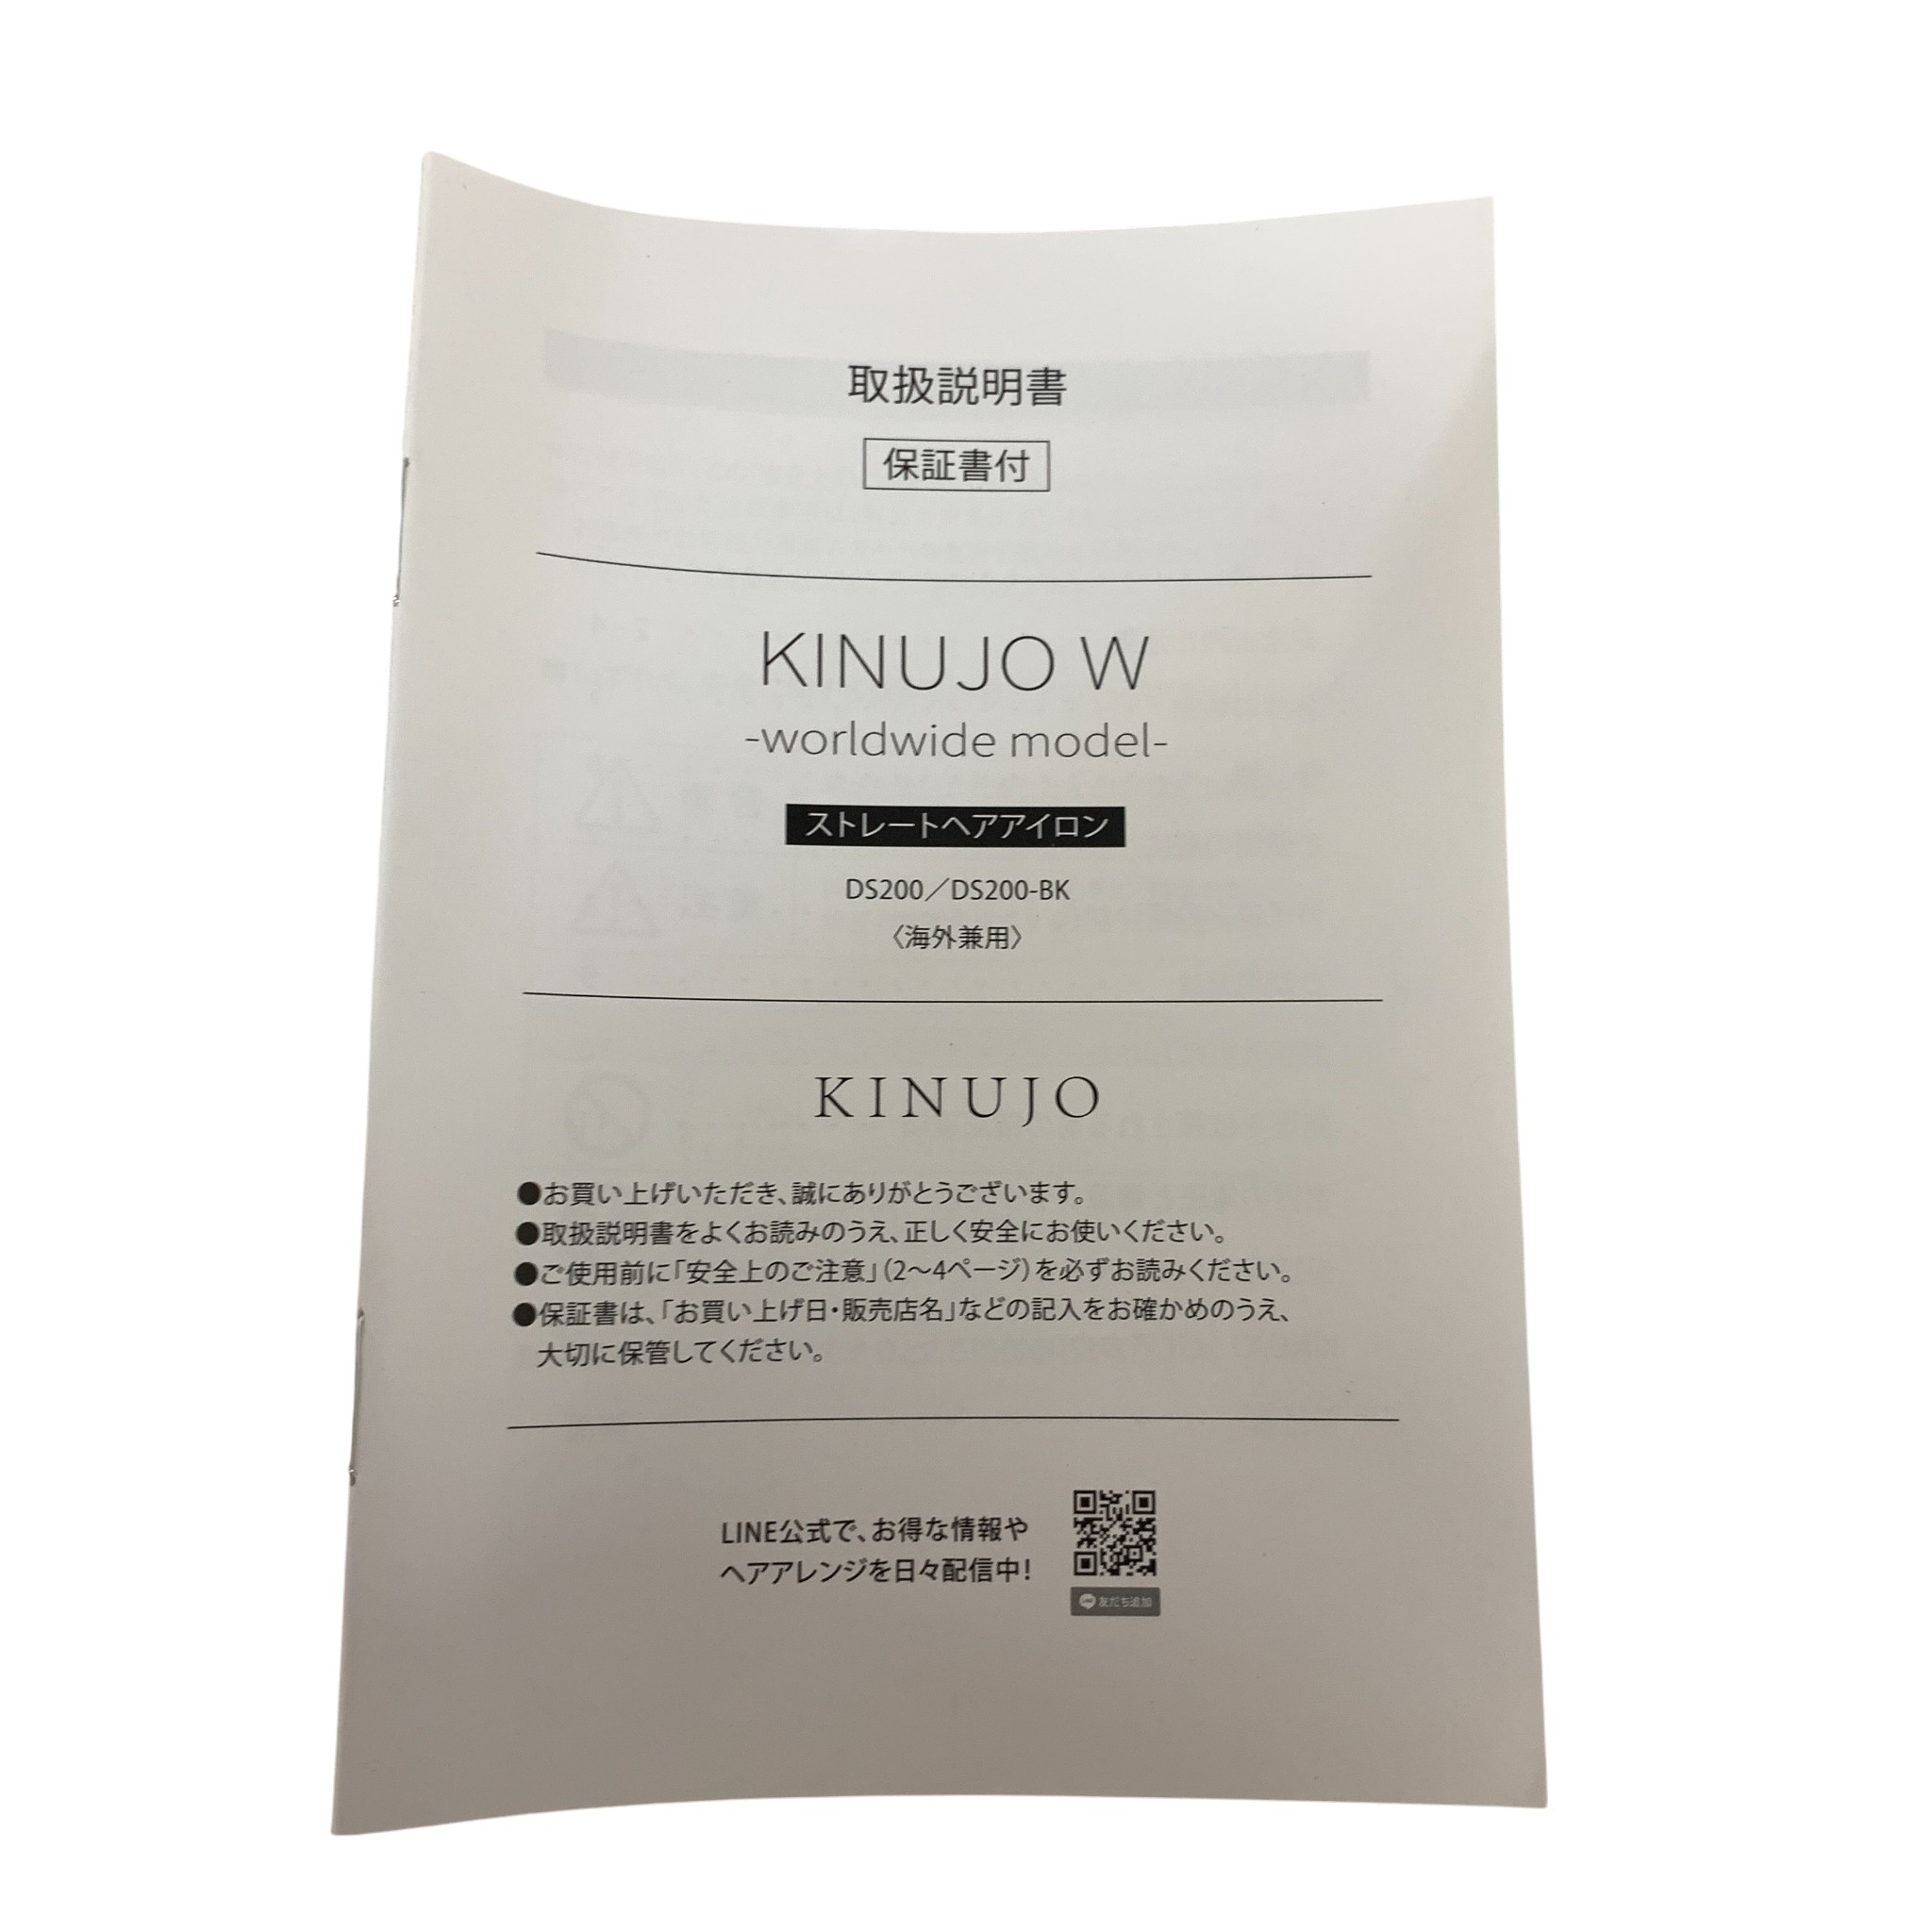 取扱説明書
保証書付
KINUJO W
-worldwide model-
ストレートヘアアイロン
DS200／DS200-BK
〈海外兼用〉
KINUJO
●お買い上げいただき、誠にありがとうございます。
●取扱説明書をよくお読みのうえ、正しく安全にお使いください。
●ご使用前に「安全上のご注意」（2～4ページ）を必ずお読みください。
●保証書は、「お買い上げ日・販売店名」などの記入をお確かめのうえ、
大切に保管してください。
LINE公式で、お得な情報や
ヘアアレンジを日々配信中！
友だち追加